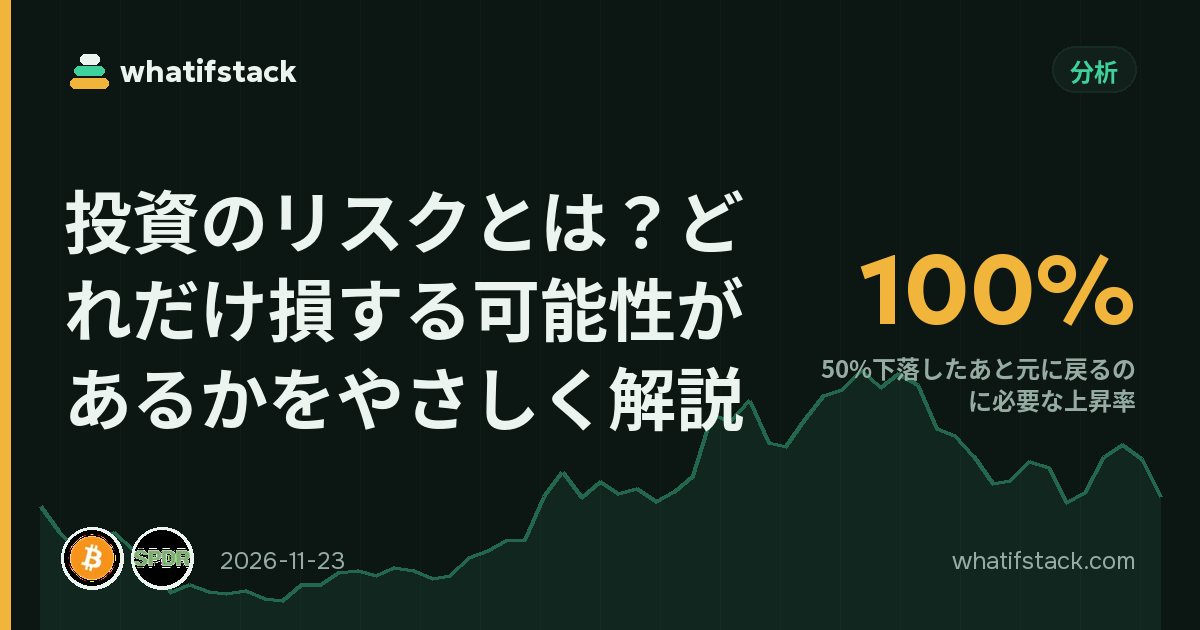 whatifstack
分析
投資のリスクとは？ど
れだけ損する可能性が
あるかをやさしく解説
100%
50%下落したあと元に戻るの
に必要な上昇率
SPDR
2026-11-23
whatifstack.com